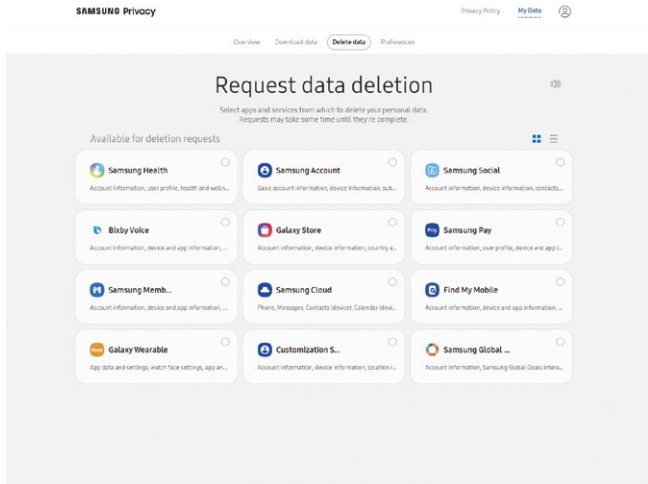 SAMSUNG Privacy
Privacy Policy My Data
Overview Download data Delete data Preferences
Request data deletion
Select apps and services from which to delete your personal data.
Requests may take some time until they're complete.
Available for deletion requests
Samsung Health Samsung Account Samsung Social
Account information, user profile, health and welln... Basic account information, device information, sub... Account information, device information, contacts,...
Bixby Voice Galaxy Store Pay Samsung Pay
Account information, device and app information, ... Account information, device information, country a... Account information, user profile, device and app i...
Samsung Memb... Samsung Cloud Find My Mobile
Account information, device and app information, ... Phone, Messages, Contacts (device), Calendar (devi... Account information, device and app information, ...
Galaxy Wearable Customization S... Samsung Global ...
App data and settings, watch face settings, app an... Account information, device information, location i... Account information, Samsung Global Goals intera...